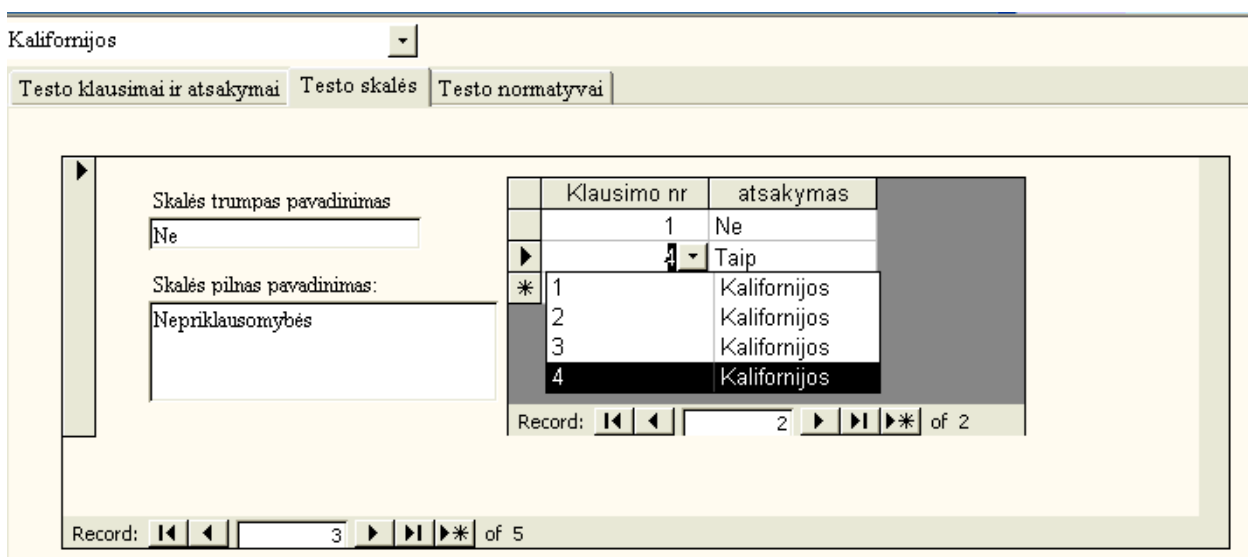 Kalifornijos
Testo klausimai ir atsakymai Testo skalės Testo normatyvai
Skalės trumpas pavadinimas
Ne
Skalės pilnas pavadinimas:
Nepriklausomybės
Klausimo nr atsakymas
1 Ne
4 Taip
1 Kalifornijos
2 Kalifornijos
3 Kalifornijos
4 Kalifornijos
Record: 2 of 2
Record: 3 of 5